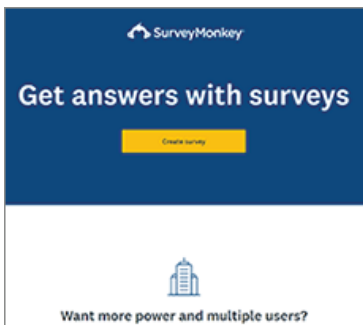 SurveyMonkey
Get answers with surveys
Create survey
Want more power and multiple users?